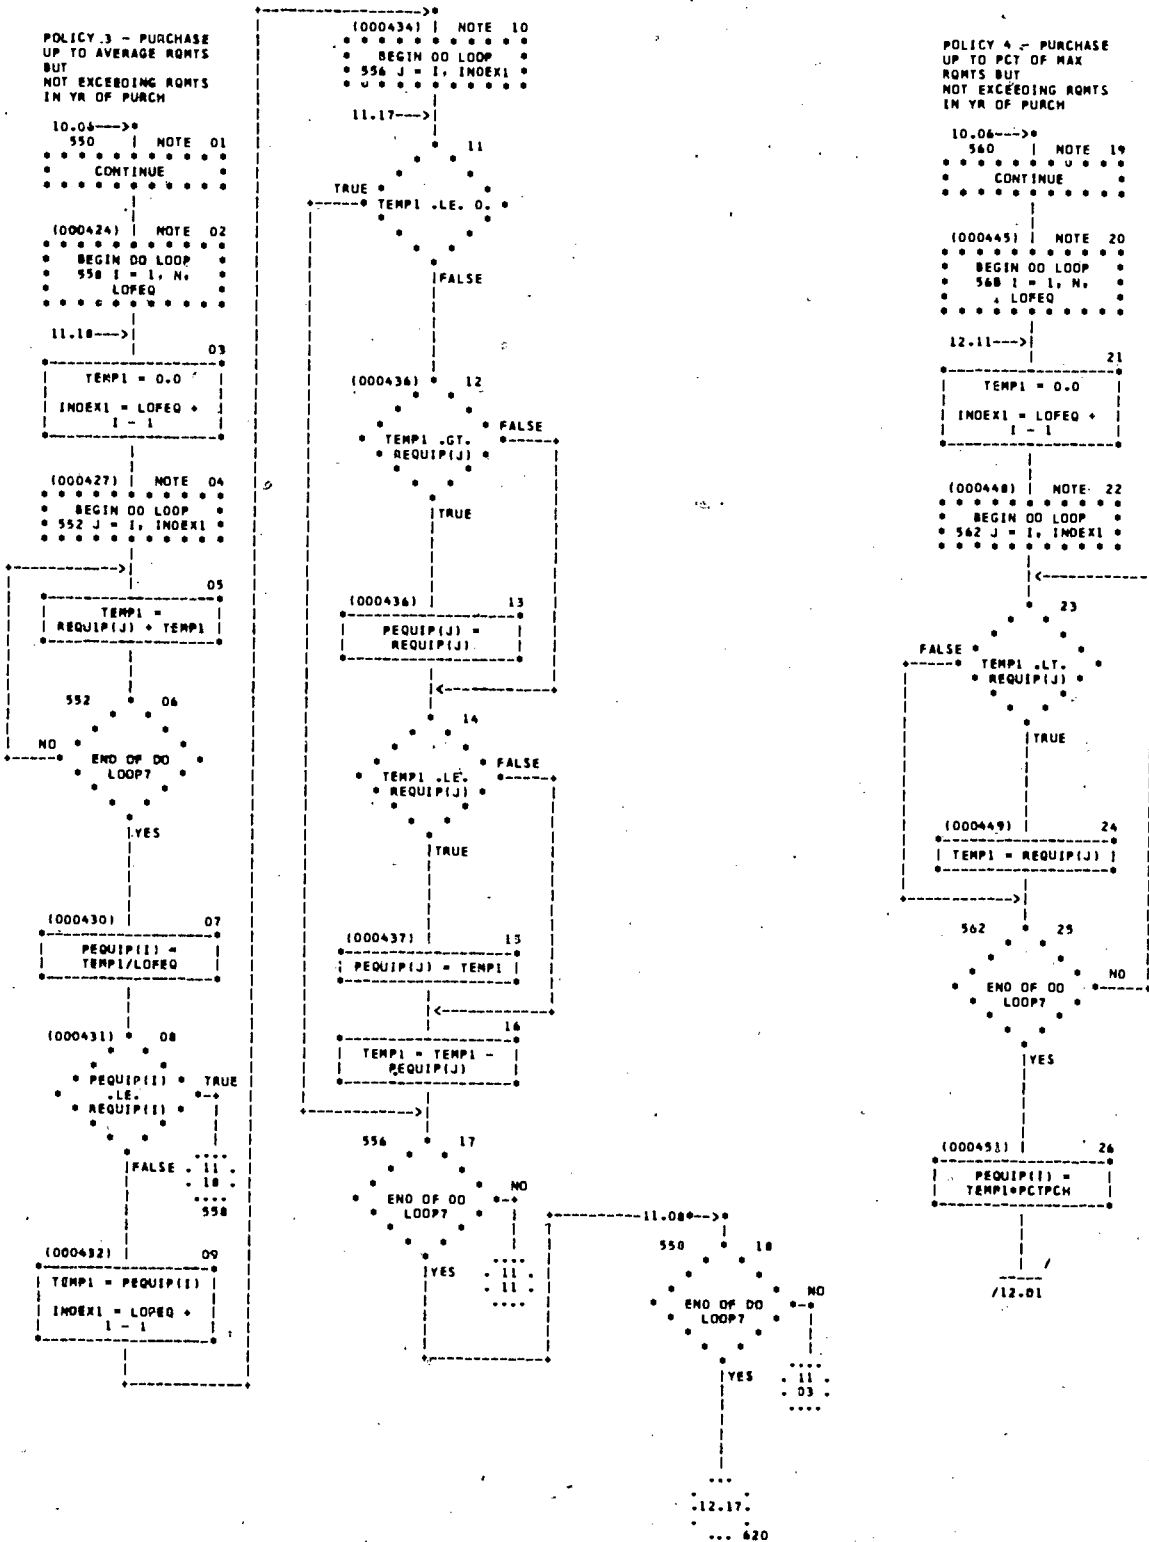 POLICY 3 - PURCHASE
UP TO AVERAGE RQMTS
BUT
NOT EXCEEDING RQMTS
IN YR OF PURCH
10.06--->*
550 | NOTE 01
CONTINUE
(000424) | NOTE 02
BEGIN DO LOOP
558 I = 1, N,
LOFEQ
11.18--->|
03
TEMP1 = 0.0
INDEX1 = LOFEQ +
I - 1
(000427) | NOTE 04
BEGIN DO LOOP
552 J = I, INDEX1
05
TEMP1 =
REQUIP(J) + TEMP1
552 06
NO
END OF DO
LOOP?
YES
(000430) 07
PEQUIP(I) =
TEMP1/LOFEQ
(000431) 08
PEQUIP(I) TRUE
.LE.
REQUIP(I)
FALSE
11
18
558
(000432) 09
TEMP1 = PEQUIP(I)
INDEX1 = LOFEQ +
I - 1
(000434) | NOTE 10
BEGIN DO LOOP
556 J = I, INDEX1
11.17--->|
11
TRUE
TEMP1 .LE. 0.
FALSE
(000436) 12
FALSE
TEMP1 .GT.
REQUIP(J)
TRUE
(000436) 13
PEQUIP(J) =
REQUIP(J)
14
FALSE
TEMP1 .LE.
REQUIP(J)
TRUE
(000437) 15
PEQUIP(J) = TEMP1
16
TEMP1 = TEMP1 -
PEQUIP(J)
556 17
NO
END OF DO
LOOP?
YES
11
11
11.08*-->*
550 18
NO
END OF DO
LOOP?
YES
11
03
.12.17.
620
POLICY 4 - PURCHASE
UP TO PCT OF MAX
RQMTS BUT
NOT EXCEEDING RQMTS
IN YR OF PURCH
10.06--->*
560 | NOTE 19
CONTINUE
(000445) | NOTE 20
BEGIN DO LOOP
568 I = 1, N,
LOFEQ
12.11--->|
21
TEMP1 = 0.0
INDEX1 = LOFEQ +
I - 1
(000448) | NOTE 22
BEGIN DO LOOP
562 J = I, INDEX1
23
FALSE
TEMP1 .LT.
REQUIP(J)
TRUE
(000449) 24
TEMP1 = REQUIP(J)
562 25
NO
END OF DO
LOOP?
YES
(000451) 26
PEQUIP(I) =
TEMP1*PCTPCH
/12.01